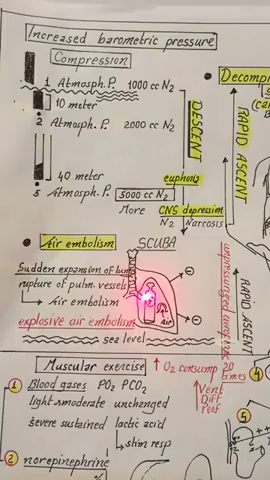 Increased barometric pressure
Compression
1 Atmosph. P. 1000 cc N2
10 meter
2 Atmosph. P. 2000 cc N2
40 meter
5 Atmosph. P. 5000 cc N2
More CNS depression
N2 Narcosis
DESCENT
euphoria
Decomp
RAPID ASCENT
Air embolism SCUBA
Sudden expansion of lung
rupture of pulm. vessels
Air embolism
Air
explosive air embolism
sea level
RAPID ASCENT
Muscular exercise ↑ O2 consump 20 times
↑ Vent
Diff
Perf
1 Blood gases PO2 PCO2
light & moderate unchanged
severe sustained lactic acid
stim resp
2 norepinephrine
4
5